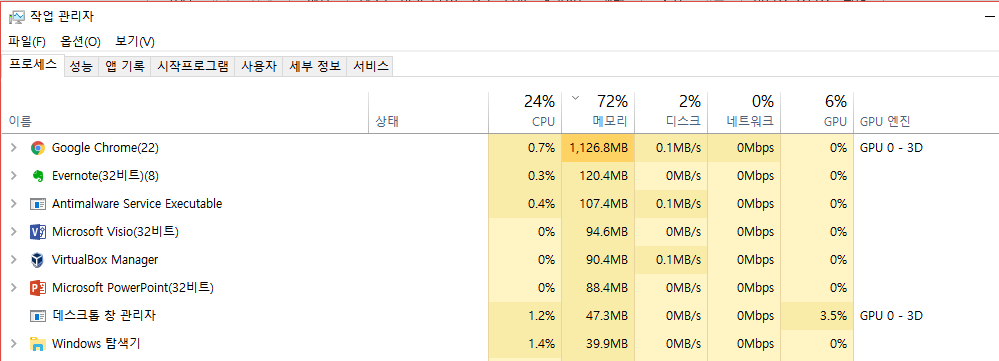 작업 관리자
파일(F) 옵션(O) 보기(V)
프로세스 성능 앱 기록 시작프로그램 사용자 세부 정보 서비스
24% 72% 2% 0% 6%
이름 상태 CPU 메모리 디스크 네트워크 GPU GPU 엔진
Google Chrome(22) 0.7% 1,126.8MB 0.1MB/s 0Mbps 0% GPU 0 - 3D
Evernote(32비트)(8) 0.3% 120.4MB 0MB/s 0Mbps 0%
Antimalware Service Executable 0.4% 107.4MB 0.1MB/s 0Mbps 0%
Microsoft Visio(32비트) 0% 94.6MB 0MB/s 0Mbps 0%
VirtualBox Manager 0% 90.4MB 0.1MB/s 0Mbps 0%
Microsoft PowerPoint(32비트) 0% 88.4MB 0MB/s 0Mbps 0%
데스크톱 창 관리자 1.2% 47.3MB 0MB/s 0Mbps 3.5% GPU 0 - 3D
Windows 탐색기 1.4% 39.9MB 0MB/s 0Mbps 0%